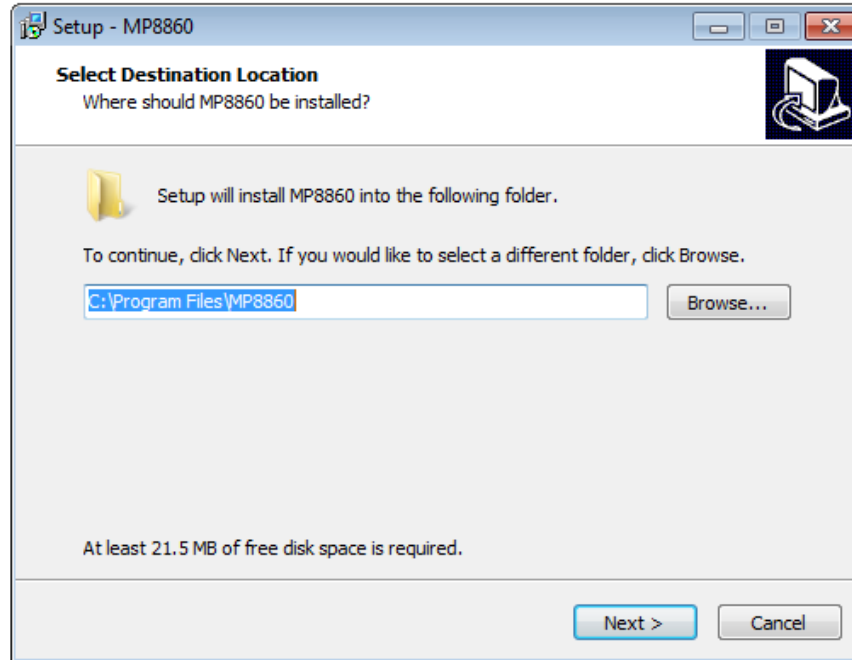 Setup - MP8860
Select Destination Location
Where should MP8860 be installed?
Setup will install MP8860 into the following folder.
To continue, click Next. If you would like to select a different folder, click Browse.
C:\Program Files\MP8860
Browse...
At least 21.5 MB of free disk space is required.
Next >
Cancel